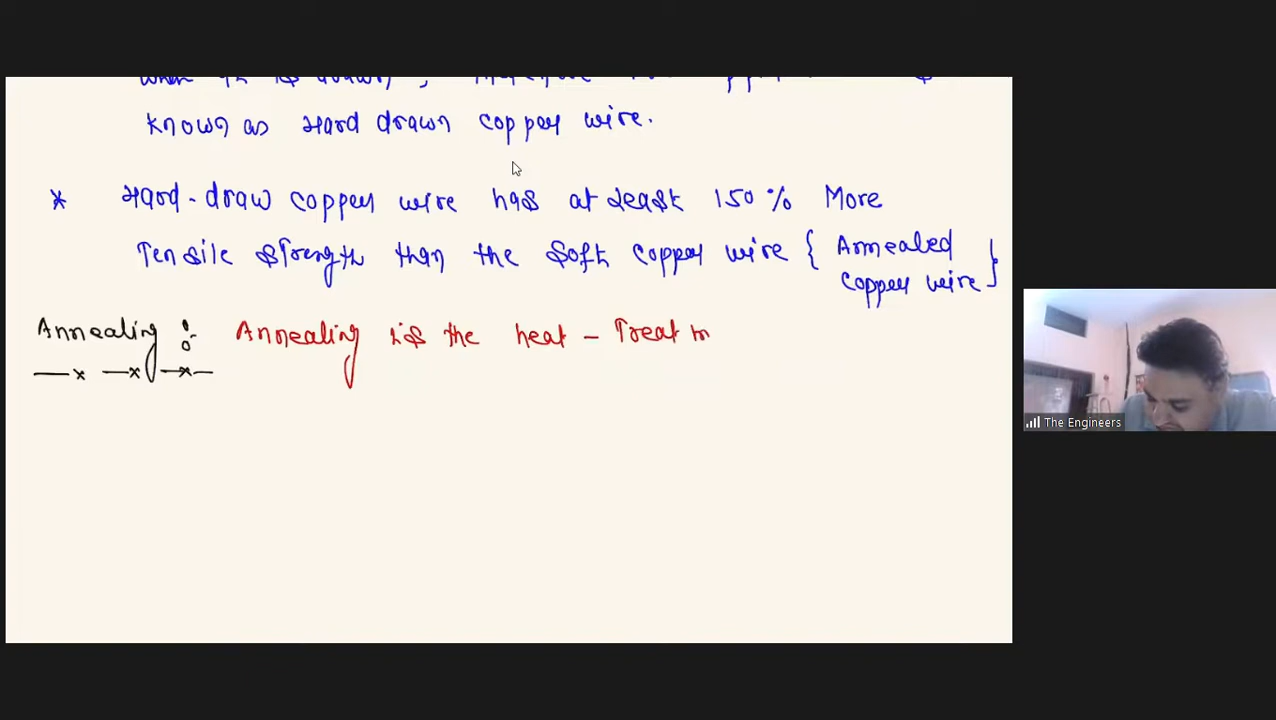 known as Hard drawn copper wire.
* Hard-draw copper wire has at least 150% More
Tensile strength than the soft copper wire { Annealed
copper wire }
Annealing : Annealing is the heat - Treat m
The Engineers